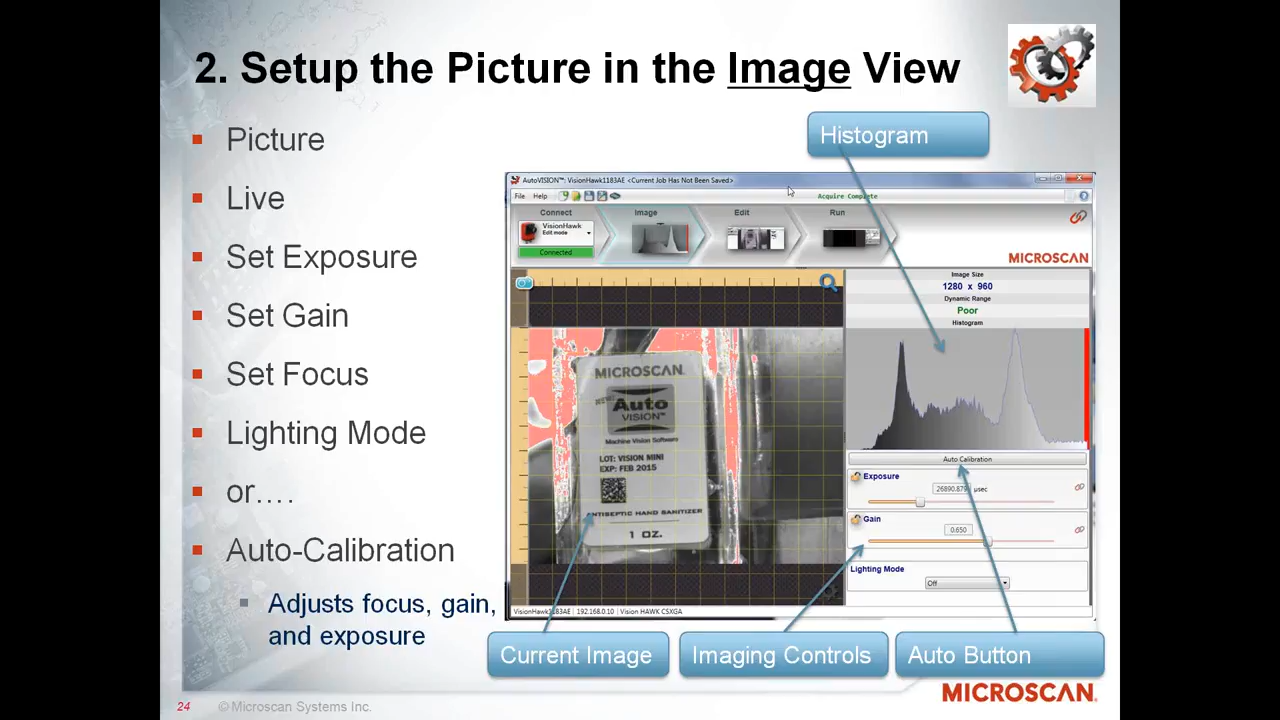 2. Setup the Picture in the Image View
Picture
Live
Set Exposure
Set Gain
Set Focus
Lighting Mode
or….
Auto-Calibration
Adjusts focus, gain,
and exposure
Histogram
AutoVISION™: VisionHawk1183AE <Current Job Has Not Been Saved>
File Help
Acquire Complete
Connect
Image
Edit
Run
VisionHawk
Edit mode
Connected
MICROSCAN
Image Size
1280 x 960
Dynamic Range
Poor
Histogram
MICROSCAN
NEW!
Auto
VISION™
Machine Vision Software
LOT: VISION MINI
EXP: FEB 2015
ANTISEPTIC HAND SANITIZER
1 OZ.
Auto Calibration
Exposure
26890.879 µsec
Gain
0.650
Lighting Mode
Off
VisionHawk1183AE 192.168.0.10 Vision HAWK CSXGA
Current Image
Imaging Controls
Auto Button
24
© Microscan Systems Inc.
MICROSCAN.